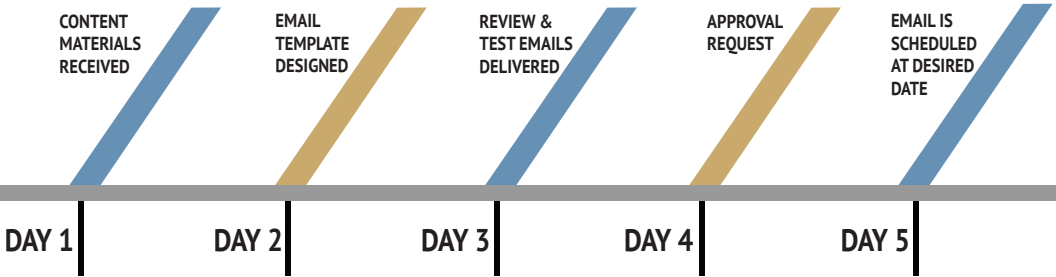 CONTENT
MATERIALS
RECEIVED
EMAIL
TEMPLATE
DESIGNED
REVIEW &
TEST EMAILS
DELIVERED
APPROVAL
REQUEST
EMAIL IS
SCHEDULED
AT DESIRED
DATE
DAY 1
DAY 2
DAY 3
DAY 4
DAY 5